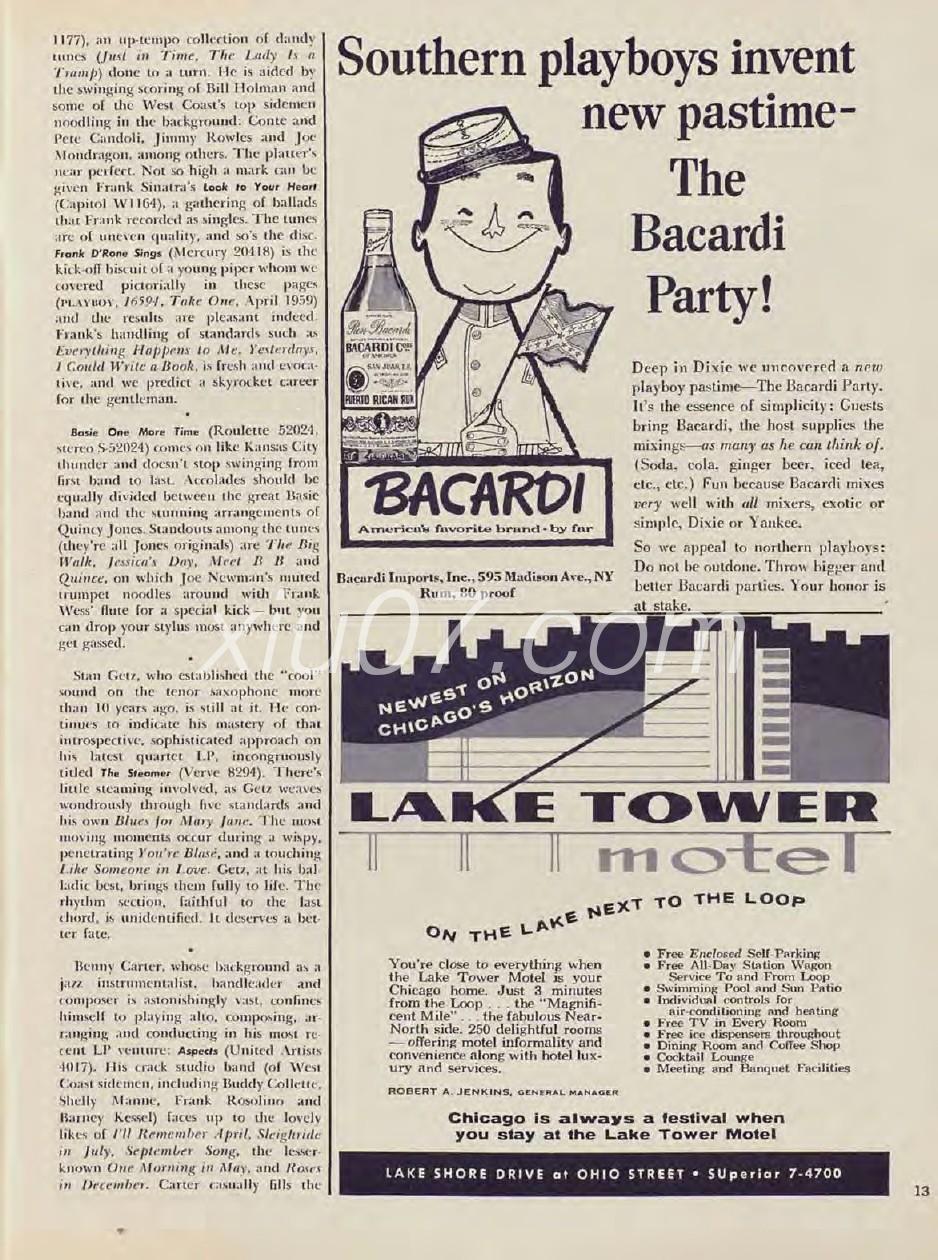 1177), an up-tempo collection of dandy
tunes (Just in Time, The Lady Is a
Tramp) done to a turn. He is aided by
the swinging scoring of Bill Holman and
some of the West Coast's top sidemen
noodling in the background: Conte and
Pete Candoli, Jimmy Rowles and Joe
Mondragon, among others. The platter's
near perfect. Not so high a mark can be
given Frank Sinatra's Look to Your Heart
(Capitol W1164), a gathering of ballads
that Frank recorded as singles. The tunes
are of uneven quality, and so's the disc.
Frank D'Rone Sings (Mercury 20418) is the
kick-off biscuit of a young piper whom we
covered pictorially in these pages
(PLAYBOY, 16594, Take One, April 1959)
and the results are pleasant indeed.
Frank's handling of standards such as
Everything Happens to Me, Yesterdays,
I Could Write a Book, is fresh and evoca-
tive, and we predict a skyrocket career
for the gentleman.
•
Basie One More Time (Roulette 52024,
stereo S-52024) comes on like Kansas City
thunder and doesn't stop swinging from
first band to last. Accolades should be
equally divided between the great Basie
band and the stunning arrangements of
Quincy Jones. Standouts among the tunes
(they're all Jones originals) are The Big
Walk, Jessica's Day, Meet B B and
Quince, on which Joe Newman's muted
trumpet noodles around with Frank
Wess' flute for a special kick — but you
can drop your stylus most anywhere and
get gassed.
•
Stan Getz, who established the "cool"
sound on the tenor saxophone more
than 10 years ago, is still at it. He con-
tinues to indicate his mastery of that
introspective, sophisticated approach on
his latest quartet LP, incongruously
titled The Steamer (Verve 8294). There's
little steaming involved, as Getz weaves
wondrously through five standards and
his own Blues for Mary Jane. The most
moving moments occur during a wispy,
penetrating You're Blasé, and a touching
Like Someone in Love. Getz, at his bal-
ladic best, brings them fully to life. The
rhythm section, faithful to the last
chord, is unidentified. It deserves a bet-
ter fate.
•
Benny Carter, whose background as a
jazz instrumentalist, bandleader and
composer is astonishingly vast, confines
himself to playing alto, composing, ar-
ranging and conducting in his most re-
cent LP venture: Aspects (United Artists
4017). His crack studio band (of West
Coast sidemen, including Buddy Collette,
Shelly Manne, Frank Rosolino and
Barney Kessel) faces up to the lovely
likes of I'll Remember April, Sleighride
in July, September Song, the lesser-
known One Morning in May, and Roses
in December. Carter casually fills the
Southern playboys invent
new pastime-
The
Bacardi
Party!
Ron Bacardi
BACARDI
SAN JUAN, P.R.
PUERTO RICAN RUM
BACARDI
America's favorite brand - by far
Bacardi Imports, Inc., 595 Madison Ave., NY
Rum, 80 proof
Deep in Dixie we uncovered a new
playboy pastime—The Bacardi Party.
It's the essence of simplicity: Guests
bring Bacardi, the host supplies the
mixings—as many as he can think of.
(Soda, cola, ginger beer, iced tea,
etc., etc.) Fun because Bacardi mixes
very well with all mixers, exotic or
simple, Dixie or Yankee.
So we appeal to northern playboys:
Do not be outdone. Throw bigger and
better Bacardi parties. Your honor is
at stake.
xiu07.com
NEWEST ON
CHICAGO'S HORIZON
LAKE TOWER
motel
ON THE LAKE NEXT TO THE LOOP
You're close to everything when
the Lake Tower Motel is your
Chicago home. Just 3 minutes
from the Loop . . . the "Magnifi-
cent Mile" . . . the fabulous Near-
North side. 250 delightful rooms
— offering motel informality and
convenience along with hotel lux-
ury and services.
ROBERT A. JENKINS, GENERAL MANAGER
• Free Enclosed Self-Parking
• Free All-Day Station Wagon
Service To and From Loop
• Swimming Pool and Sun Patio
• Individual controls for
air-conditioning and heating
• Free TV in Every Room
• Free ice dispensers throughout
• Dining Room and Coffee Shop
• Cocktail Lounge
• Meeting and Banquet Facilities
Chicago is always a festival when
you stay at the Lake Tower Motel
LAKE SHORE DRIVE at OHIO STREET • SUperior 7-4700
13